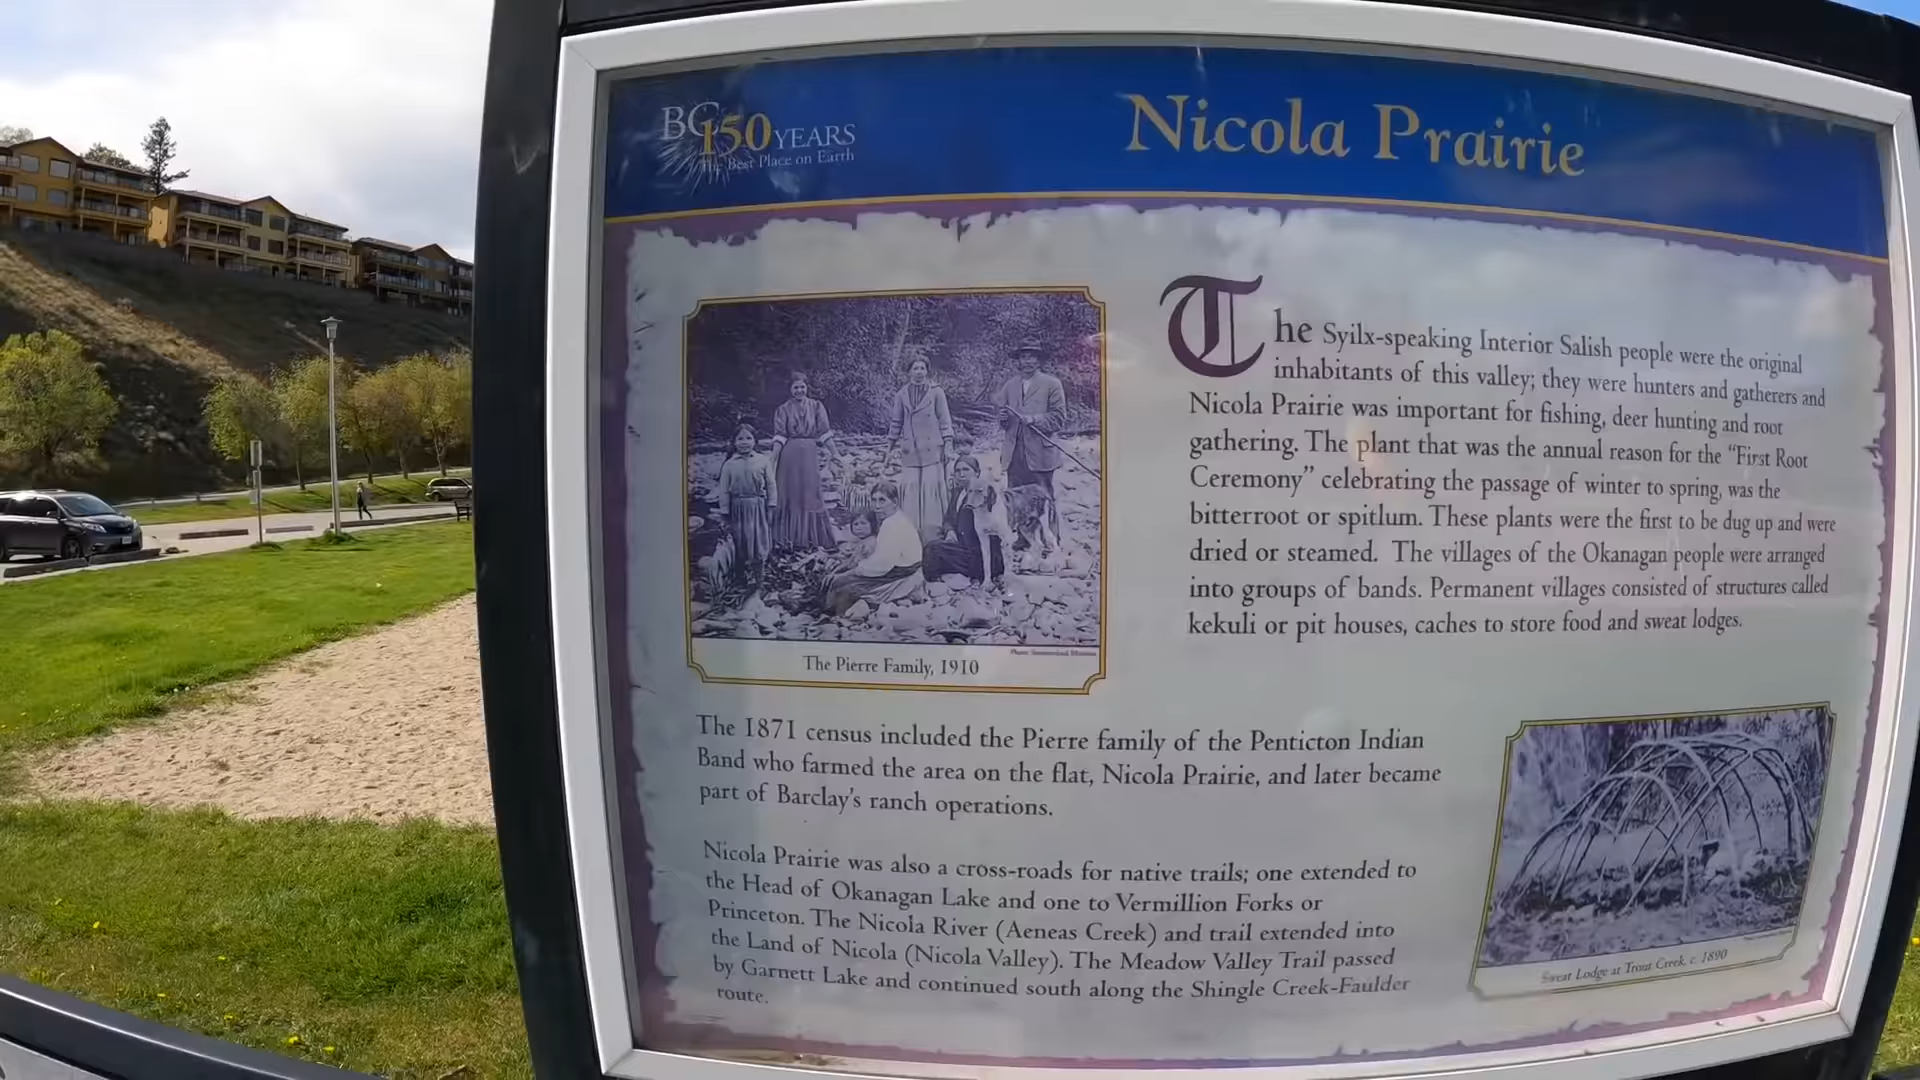 BC150 YEARS
The Best Place on Earth
Nicola Prairie
The Syilx-speaking Interior Salish people were the original
inhabitants of this valley; they were hunters and gatherers and
Nicola Prairie was important for fishing, deer hunting and root
gathering. The plant that was the annual reason for the “First Root
Ceremony” celebrating the passage of winter to spring, was the
bitterroot or spitlum. These plants were the first to be dug up and were
dried or steamed. The villages of the Okanagan people were arranged
into groups of bands. Permanent villages consisted of structures called
kekuli or pit houses, caches to store food and sweat lodges.
Photo: Summerland Museum
The Pierre Family, 1910
The 1871 census included the Pierre family of the Penticton Indian
Band who farmed the area on the flat, Nicola Prairie, and later became
part of Barclay's ranch operations.
Nicola Prairie was also a cross-roads for native trails; one extended to
the Head of Okanagan Lake and one to Vermillion Forks or
Princeton. The Nicola River (Aeneas Creek) and trail extended into
the Land of Nicola (Nicola Valley). The Meadow Valley Trail passed
by Garnett Lake and continued south along the Shingle Creek-Faulder
route.
Sweat Lodge at Trout Creek, c. 1890